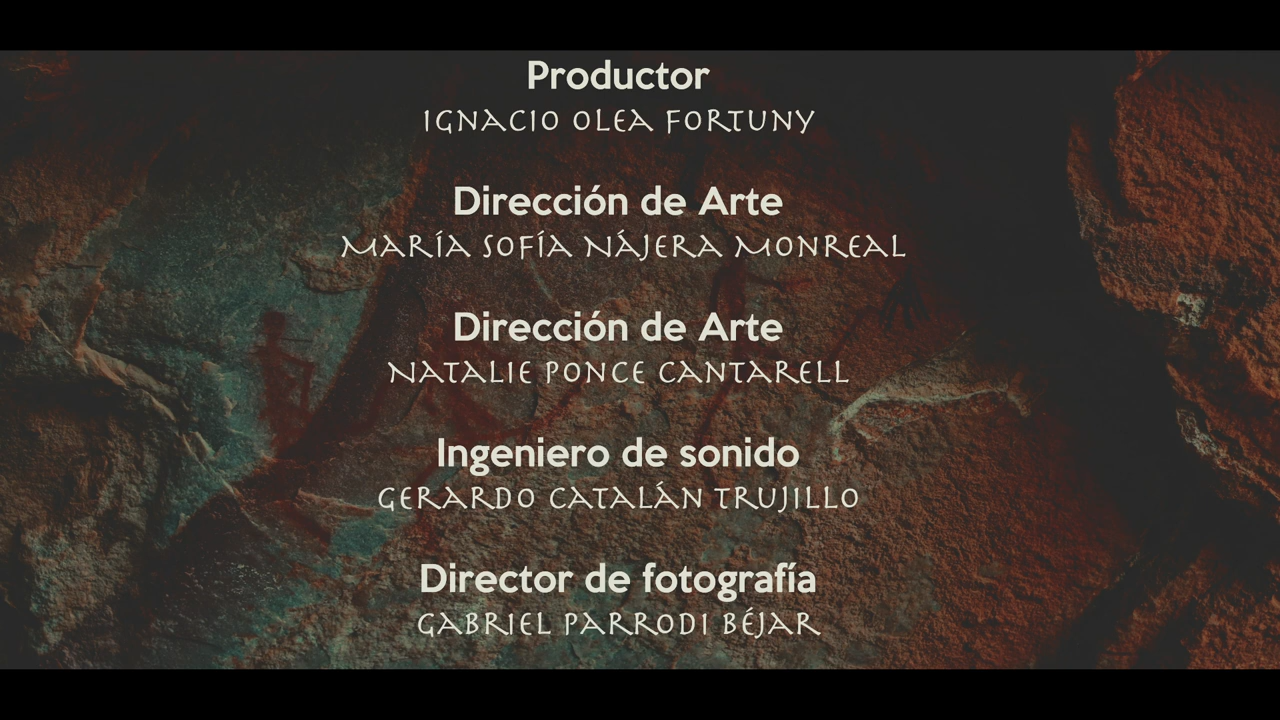 Productor
IGNACIO OLEA FORTUNY
Dirección de Arte
MARÍA SOFÍA NÁJERA MONREAL
Dirección de Arte
NATALIE PONCE CANTARELL
Ingeniero de sonido
GERARDO CATALÁN TRUJILLO
Director de fotografía
GABRIEL PARRODI BÉJAR